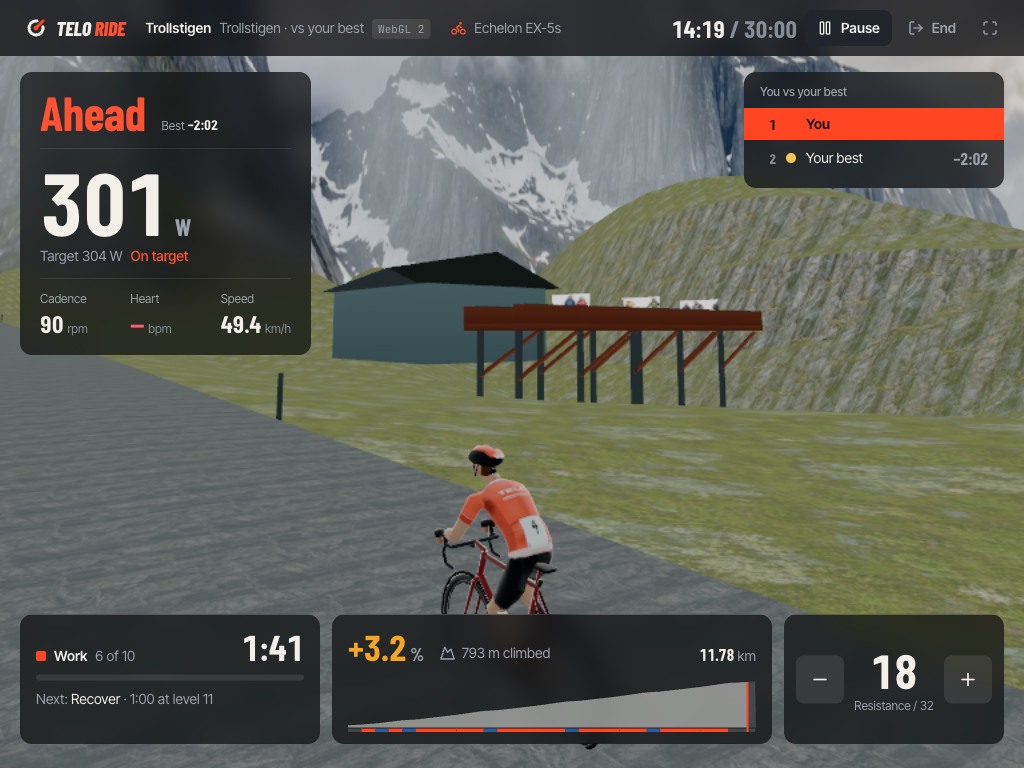 TELO RIDE Trollstigen Trollstigen · vs your best WebGL 2 Echelon EX-5s 14:19 / 30:00 Pause End
Ahead Best −2:02
301 W
Target 304 W On target
Cadence Heart Speed
90 rpm – bpm 49.4 km/h
You vs your best
1 You
2 Your best −2:02
TELO
4
Work 6 of 10 1:41
Next: Recover · 1:00 at level 11
+3.2 % 793 m climbed 11.78 km
− 18 +
Resistance / 32